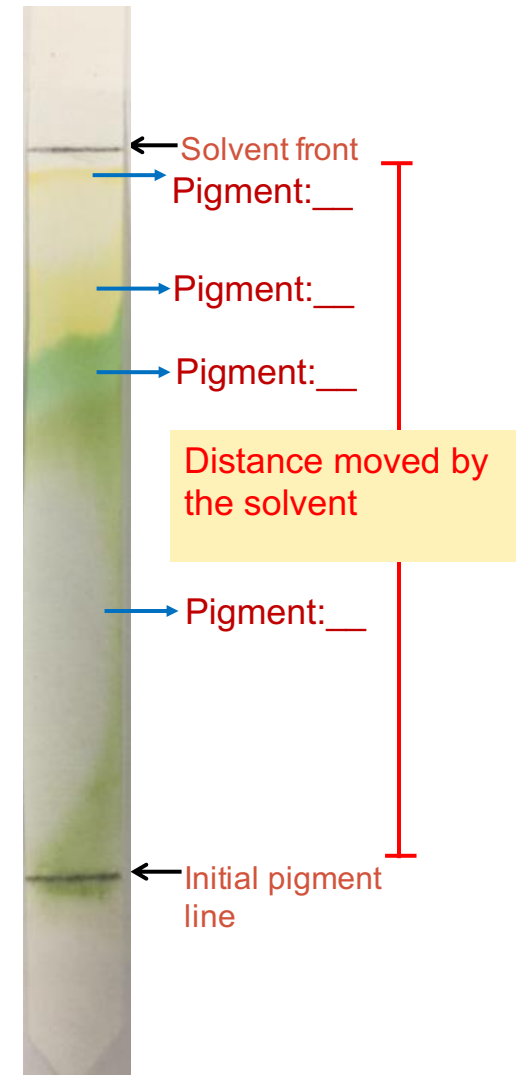 Solvent front
Pigment:__
Pigment:__
Pigment:__
Distance moved by
the solvent
Pigment:__
Initial pigment
line